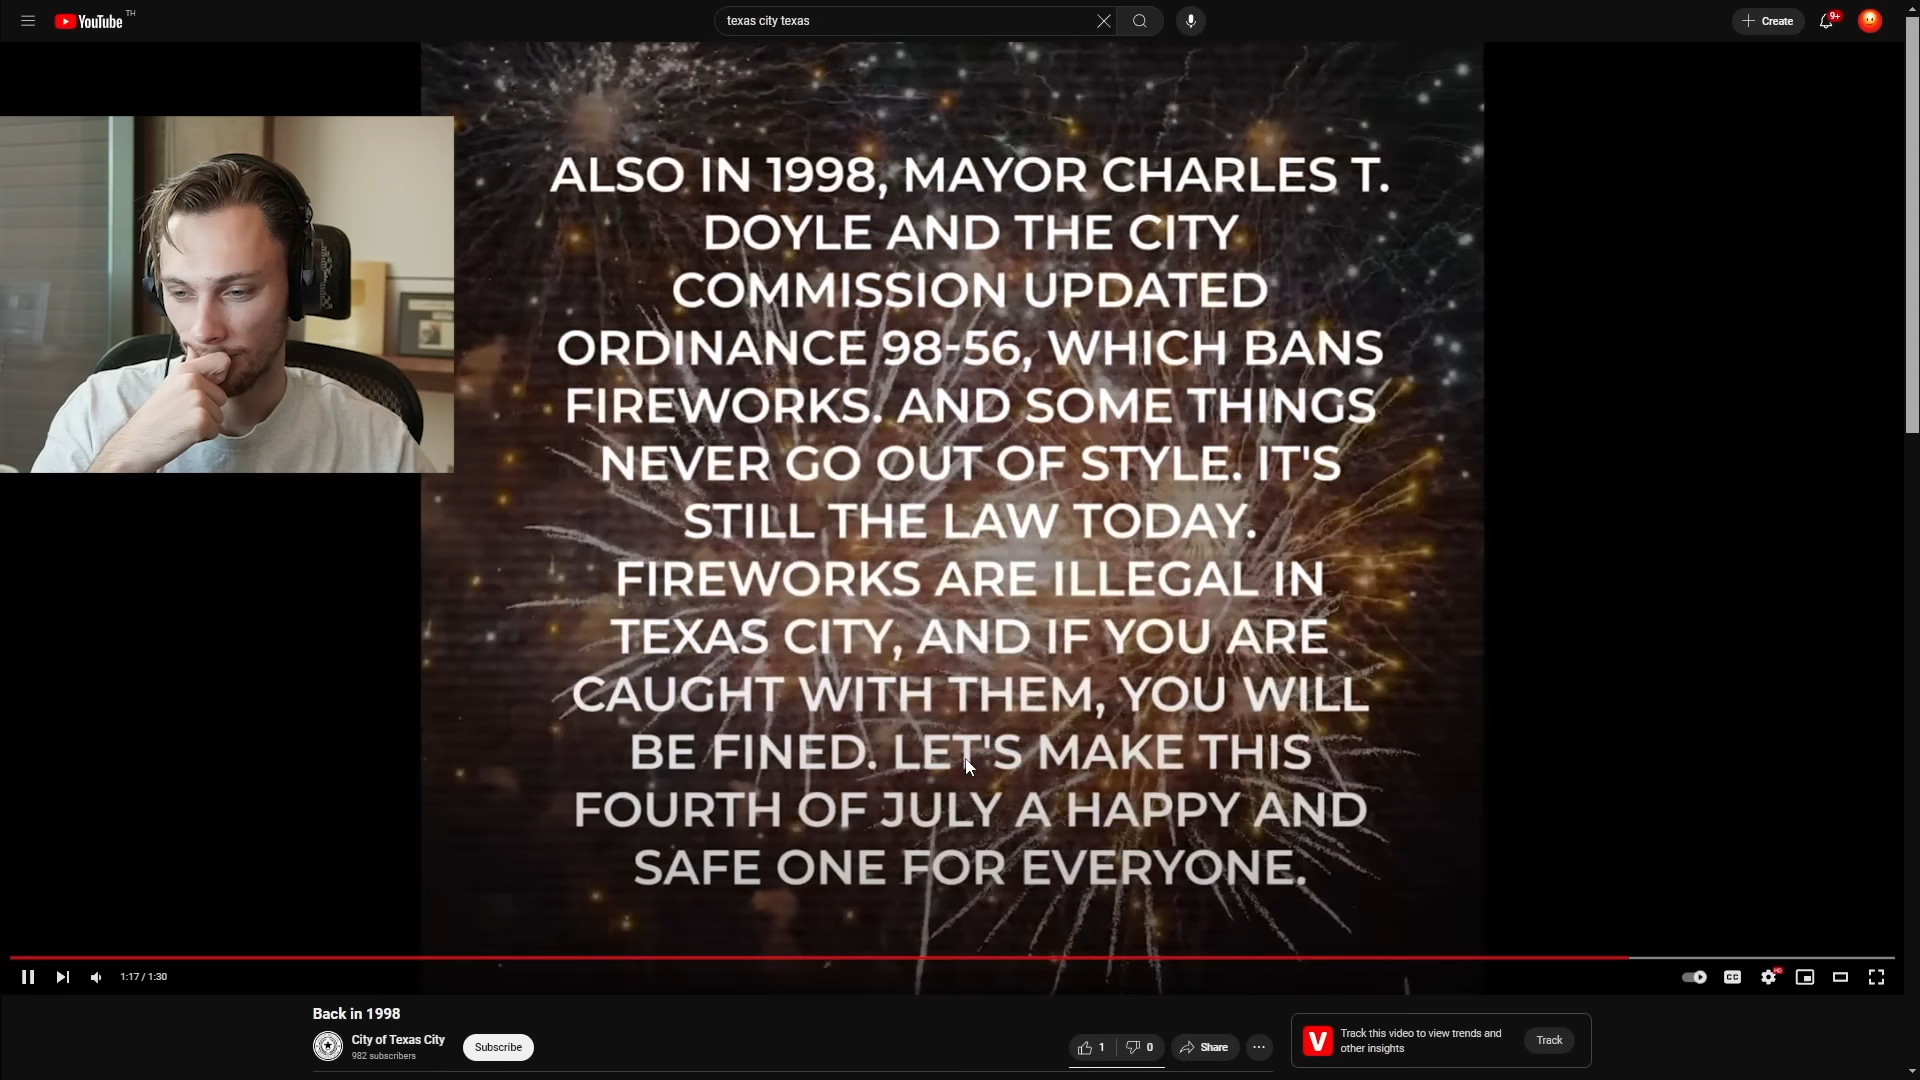 YouTube TH
texas city texas
Create
9+
ALSO IN 1998, MAYOR CHARLES T.
DOYLE AND THE CITY
COMMISSION UPDATED
ORDINANCE 98-56, WHICH BANS
FIREWORKS. AND SOME THINGS
NEVER GO OUT OF STYLE. IT'S
STILL THE LAW TODAY.
FIREWORKS ARE ILLEGAL IN
TEXAS CITY, AND IF YOU ARE
CAUGHT WITH THEM, YOU WILL
BE FINED. LET'S MAKE THIS
FOURTH OF JULY A HAPPY AND
SAFE ONE FOR EVERYONE.
1:17 / 1:30
CC
HD
Back in 1998
City of Texas City
982 subscribers
Subscribe
1
0
Share
V
Track this video to view trends and
other insights
Track